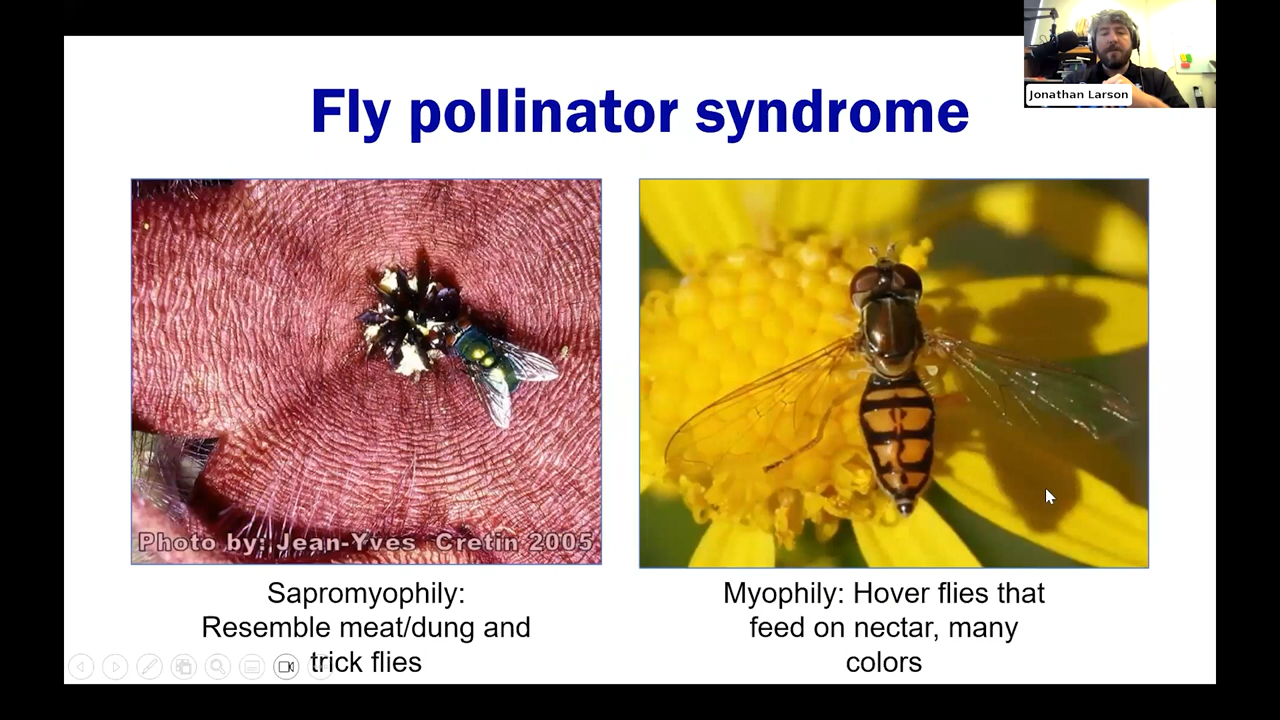 Jonathan Larson
Fly pollinator syndrome
Photo by: Jean-Yves Cretin 2005
Sapromyophily:
Resemble meat/dung and
trick flies
Myophily: Hover flies that
feed on nectar, many
colors